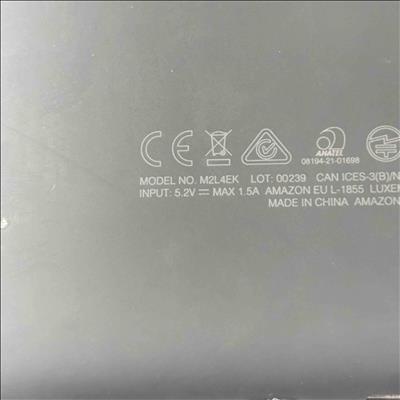 ANATEL
08194-21-01698
MODEL NO. M2L4EK LOT: 00239 CAN ICES-3(B)/N
INPUT: 5.2V⎓MAX 1.5A AMAZON EU L-1855 LUXEM
MADE IN CHINA AMAZON